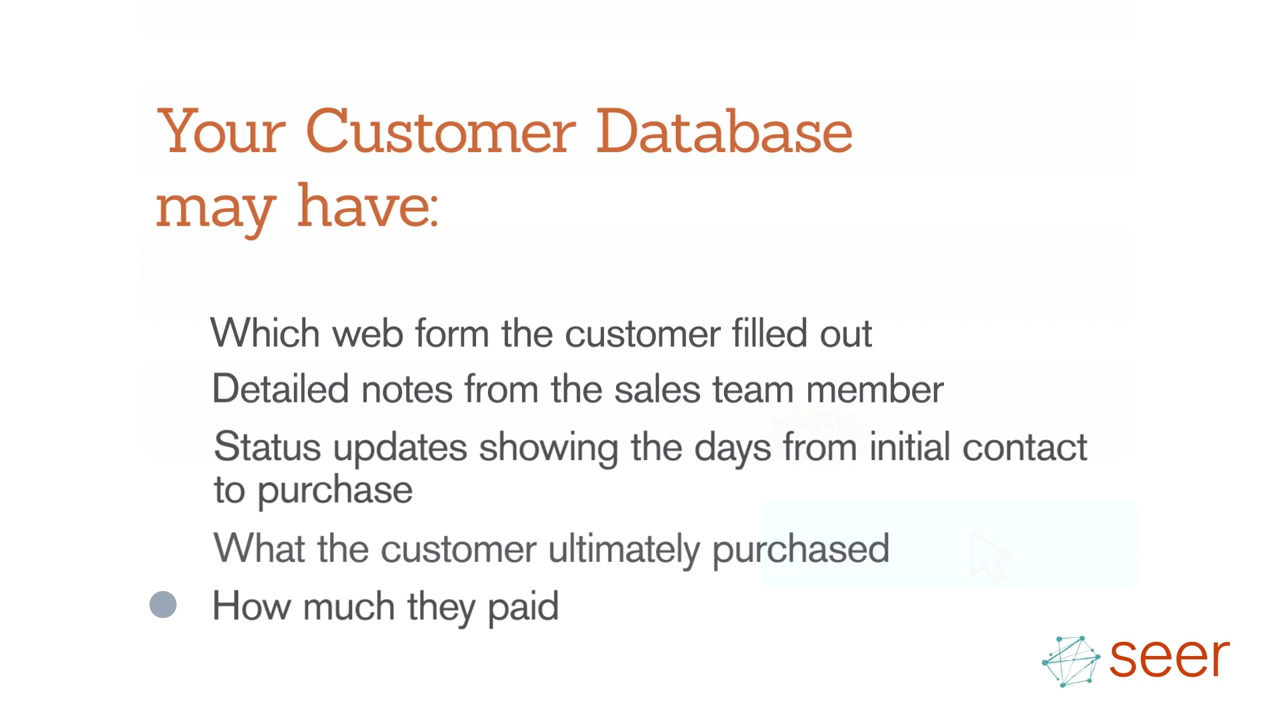 Your Customer Database
may have:
Which web form the customer filled out
Detailed notes from the sales team member
Status updates showing the days from initial contact
to purchase
What the customer ultimately purchased
How much they paid
seer